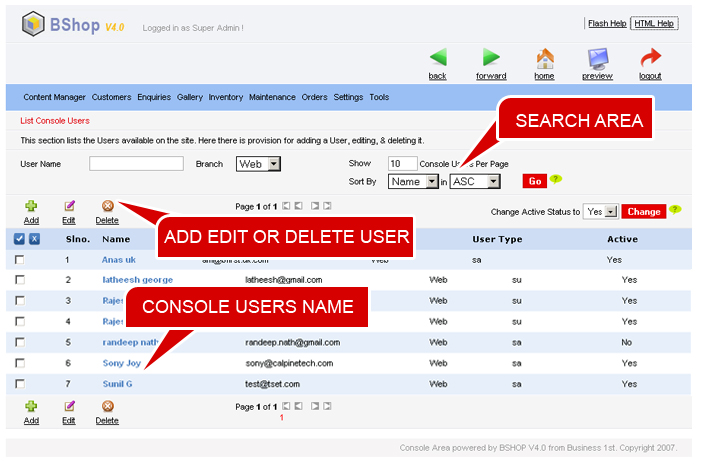 BShop V4.0 Logged in as Super Admin ! Flash Help HTML Help
back forward home preview logout
Content Manager Customers Enquiries Gallery Inventory Maintenance Orders Settings Tools
List Console Users
SEARCH AREA
This section lists the Users available on the site. Here there is provision for adding a User, editing, & deleting it.
User Name Branch Web Show 10 Console Users Per Page
Sort By Name in ASC Go ?
Add Edit Delete Page 1 of 1 Change Active Status to Yes Change ?
ADD EDIT OR DELETE USER
X Slno. Name User Type Active
1 Anas uk Web sa Yes
2 latheesh george latheesh@gmail.com Web su Yes
3 Web su Yes
CONSOLE USERS NAME
4 Web su Yes
5 randeep nath randeep.nath@gmail.com Web sa No
6 Sony Joy sony@calpinetech.com Web sa Yes
7 Sunil G test@tset.com Web sa Yes
Add Edit Delete Page 1 of 1
1
Console Area powered by BSHOP V4.0 from Business 1st. Copyright 2007.